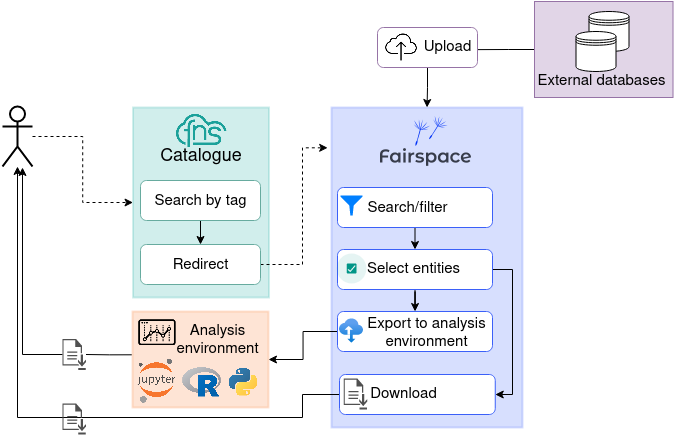 Upload
External databases
fns
Catalogue
Fairspace
Search by tag
Search/filter
Redirect
Select entities
Export to analysis
environment
Analysis
environment
jupyter
R
Download